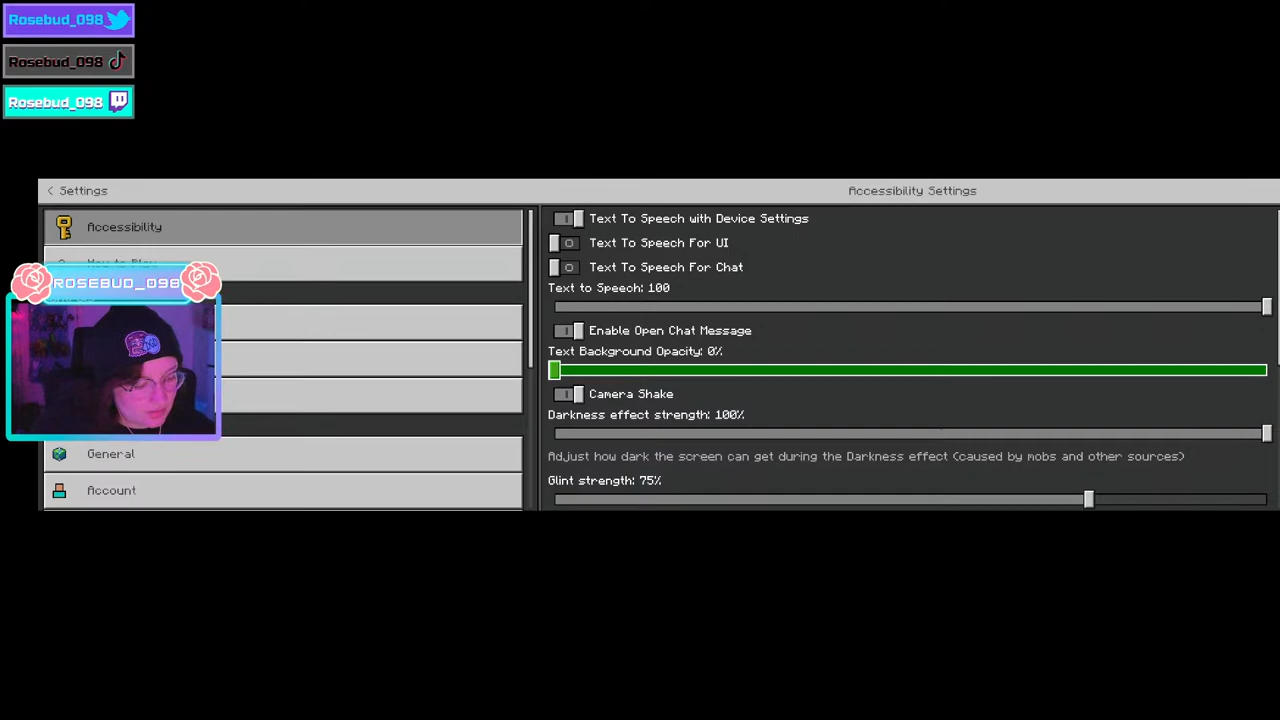 Rosebud_098
Rosebud_098
Rosebud_098
< Settings
Accessibility Settings
Accessibility
ROSEBUD_098
General
Account
Text To Speech with Device Settings
Text To Speech For UI
Text To Speech For Chat
Text to Speech: 100
Enable Open Chat Message
Text Background Opacity: 0%
Camera Shake
Darkness effect strength: 100%
Adjust how dark the screen can get during the Darkness effect (caused by mobs and other sources)
Glint strength: 75%